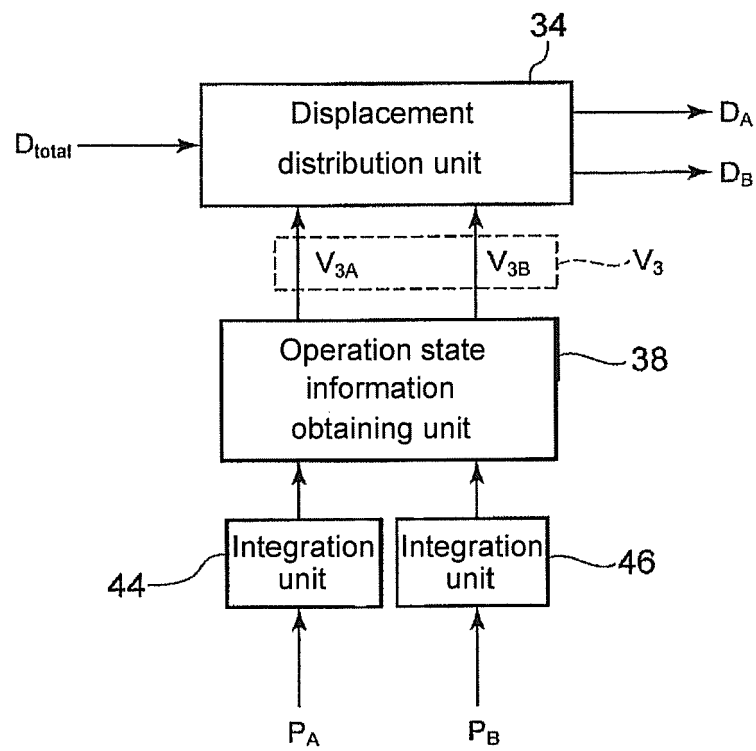 34
Displacement
distribution unit
D_total
D_A
D_B
V_3A
V_3B
V_3
Operation state
information
obtaining unit
38
Integration
unit
Integration
unit
44
46
P_A
P_B